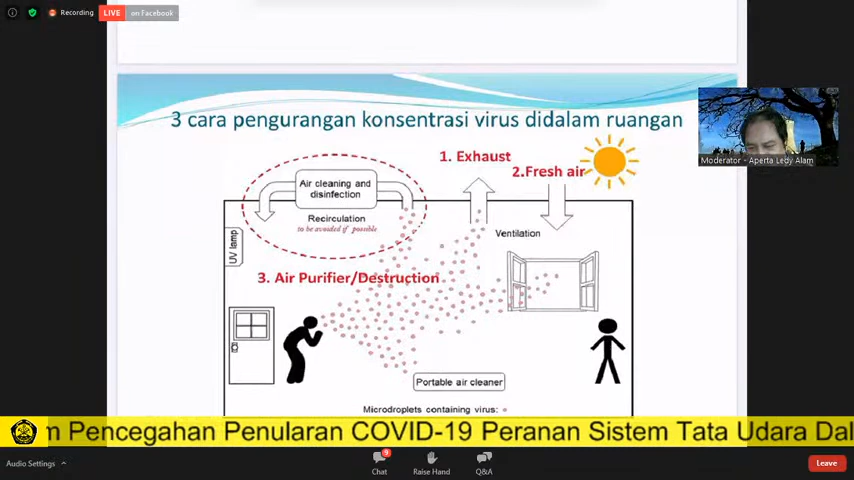 Recording
LIVE
on Facebook
3 cara pengurangan konsentrasi virus didalam ruangan
1. Exhaust
2.Fresh air
Air cleaning and
disinfection
Recirculation
to be avoided if possible
Ventilation
UV lamp
3. Air Purifier/Destruction
Portable air cleaner
Microdroplets containing virus:
Moderator - Aperta Ledy Alam
m Pencegahan Penularan COVID-19 Peranan Sistem Tata Udara Dal
Audio Settings
9
Chat
Raise Hand
Q&A
Leave